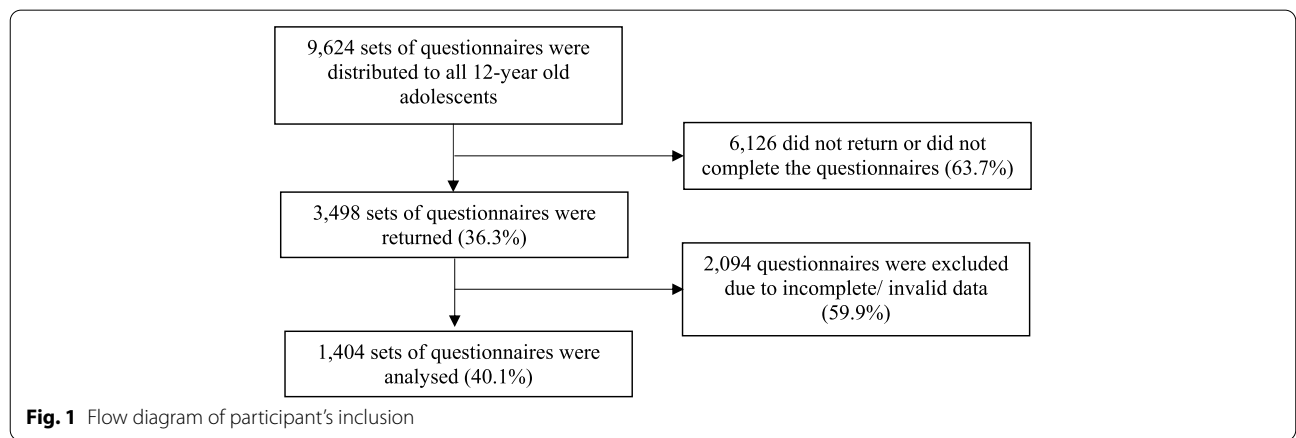 9,624 sets of questionnaires were
distributed to all 12-year old
adolescents
6,126 did not return or did not
complete the questionnaires (63.7%)
3,498 sets of questionnaires were
returned (36.3%)
2,094 questionnaires were excluded
due to incomplete/ invalid data
(59.9%)
1,404 sets of questionnaires were
analysed (40.1%)
Fig. 1 Flow diagram of participant's inclusion